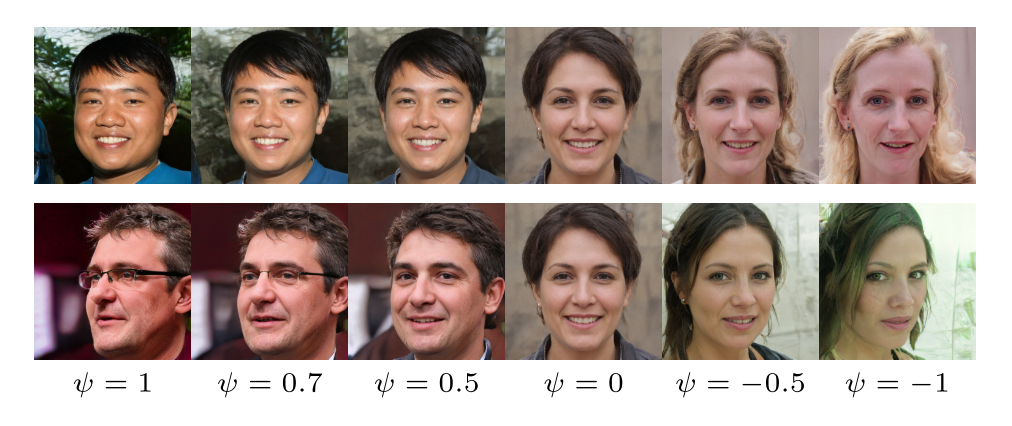 ψ = 1 ψ = 0.7 ψ = 0.5 ψ = 0 ψ = −0.5 ψ = −1